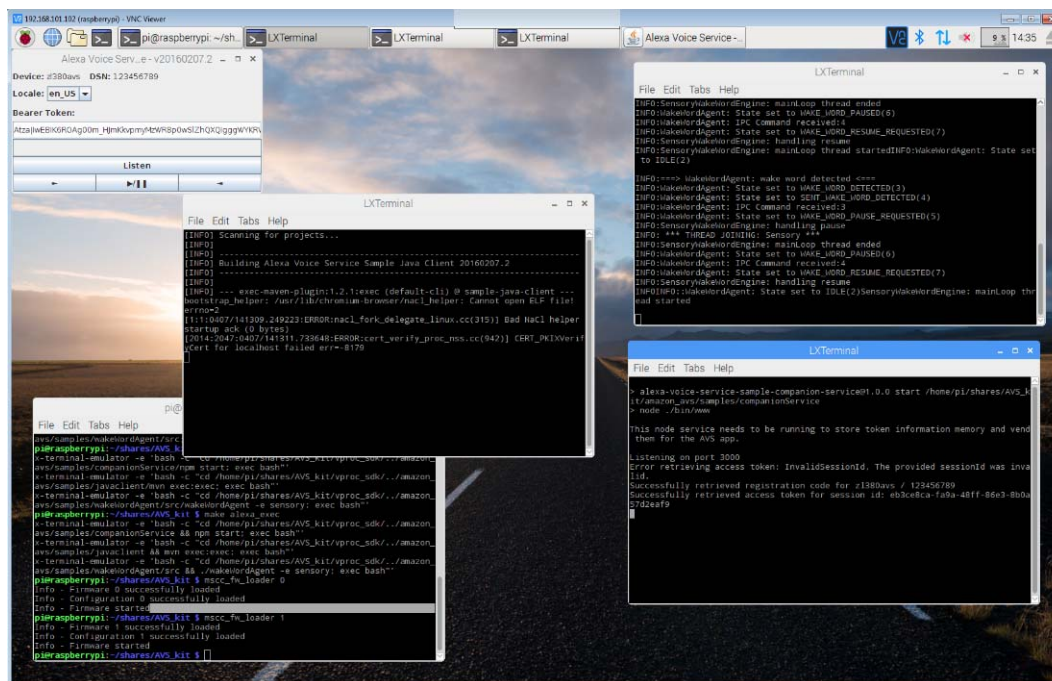 192.168.101.102 (raspberrypi) - VNC Viewer
pi@raspberrypi: ~/sh..
LXTerminal
LXTerminal
LXTerminal
Alexa Voice Service -..
9 % 14:35
Alexa Voice Serv...e - v20160207.2
Device: zl380avs DSN: 123456789
Locale: en_US
Bearer Token:
Listen
LXTerminal
File Edit Tabs Help
INFO:SensoryWakeWordEngine: mainLoop thread ended
INFO:WakeWordAgent: State set to WAKE_WORD_PAUSED(6)
INFO:WakeWordAgent: IPC Command received:4
INFO:WakeWordAgent: State set to WAKE_WORD_RESUME_REQUESTED(7)
INFO:SensoryWakeWordEngine: handling resume
INFO:SensoryWakeWordEngine: mainLoop thread startedINFO:WakeWordAgent: State set
to IDLE(2)
INFO:===> WakeWordAgent: wake word detected <===
INFO:WakeWordAgent: State set to WAKE_WORD_DETECTED(3)
INFO:WakeWordAgent: State set to SENT_WAKE_WORD_DETECTED(4)
INFO:WakeWordAgent: IPC Command received:3
INFO:WakeWordAgent: State set to WAKE_WORD_PAUSE_REQUESTED(5)
INFO:SensoryWakeWordEngine: handling pause
INFO: *** THREAD JOINING: Sensory ***
INFO:SensoryWakeWordEngine: mainLoop thread ended
INFO:WakeWordAgent: State set to WAKE_WORD_PAUSED(6)
INFO:WakeWordAgent: IPC Command received:4
INFO:WakeWordAgent: State set to WAKE_WORD_RESUME_REQUESTED(7)
INFO:SensoryWakeWordEngine: handling resume
INFOINFO::WakeWordAgent: State set to IDLE(2)SensoryWakeWordEngine: mainLoop thr
ead started
LXTerminal
File Edit Tabs Help
[INFO] Scanning for projects...
[INFO]
[INFO] ------------------------------------------------------------------------
[INFO] Building Alexa Voice Service Sample Java Client 20160207.2
[INFO] ------------------------------------------------------------------------
[INFO]
[INFO] --- exec-maven-plugin:1.2.1:exec (default-cli) @ sample-java-client ---
bootstrap_helper: /usr/lib/chromium-browser/nacl_helper: Cannot open ELF file!
errno=2
[1:1:0407/141309.249223:ERROR:nacl_fork_delegate_linux.cc(315)] Bad NaCl helper
startup ack (0 bytes)
[2014:2047:0407/141311.733648:ERROR:cert_verify_proc_nss.cc(942)] CERT_PKIXVerif
yCert for localhost failed err=-8179
LXTerminal
File Edit Tabs Help
> alexa-voice-service-sample-companion-service@1.0.0 start /home/pi/shares/AVS_k
it/amazon_avs/samples/companionService
> node ./bin/www
This node service needs to be running to store token information memory and vend
them for the AVS app.
Listening on port 3000
Error retrieving access token: InvalidSessionId. The provided sessionId was inva
lid.
Successfully retrieved registration code for zl380avs / 123456789
Successfully retrieved access token for session id: eb3ce8ca-fa9a-48ff-86e3-8b0a
57d2eaf9
pi@
File Edit Tabs Help
avs/samples/wakeWordAgent/src
pi@raspberrypi:~/shares/AVS_k
x-terminal-emulator -e 'bash -c "cd /home/pi/shares/AVS_kit/vproc_sdk/../amazon_
avs/samples/companionService/npm start; exec bash"'
x-terminal-emulator -e 'bash -c "cd /home/pi/shares/AVS_kit/vproc_sdk/../amazon_
avs/samples/javaclient/mvn exec:exec; exec bash"'
x-terminal-emulator -e 'bash -c "cd /home/pi/shares/AVS_kit/vproc_sdk/../amazon_
avs/samples/wakeWordAgent/src/wakeWordAgent -e sensory; exec bash"'
pi@raspberrypi:~/shares/AVS_kit $ make alexa_exec
x-terminal-emulator -e 'bash -c "cd /home/pi/shares/AVS_kit/vproc_sdk/../amazon_
avs/samples/companionService && npm start; exec bash"'
x-terminal-emulator -e 'bash -c "cd /home/pi/shares/AVS_kit/vproc_sdk/../amazon_
avs/samples/javaclient && mvn exec:exec; exec bash"'
x-terminal-emulator -e 'bash -c "cd /home/pi/shares/AVS_kit/vproc_sdk/../amazon_
avs/samples/wakeWordAgent/src && ./wakeWordAgent -e sensory; exec bash"'
pi@raspberrypi:~/shares/AVS_kit $ mscc_fw_loader 0
Info - Firmware 0 successfully loaded
Info - Configuration 0 successfully loaded
Info - Firmware started
pi@raspberrypi:~/shares/AVS_kit $ mscc_fw_loader 1
Info - Firmware 1 successfully loaded
Info - Configuration 1 successfully loaded
Info - Firmware started
pi@raspberrypi:~/shares/AVS_kit $